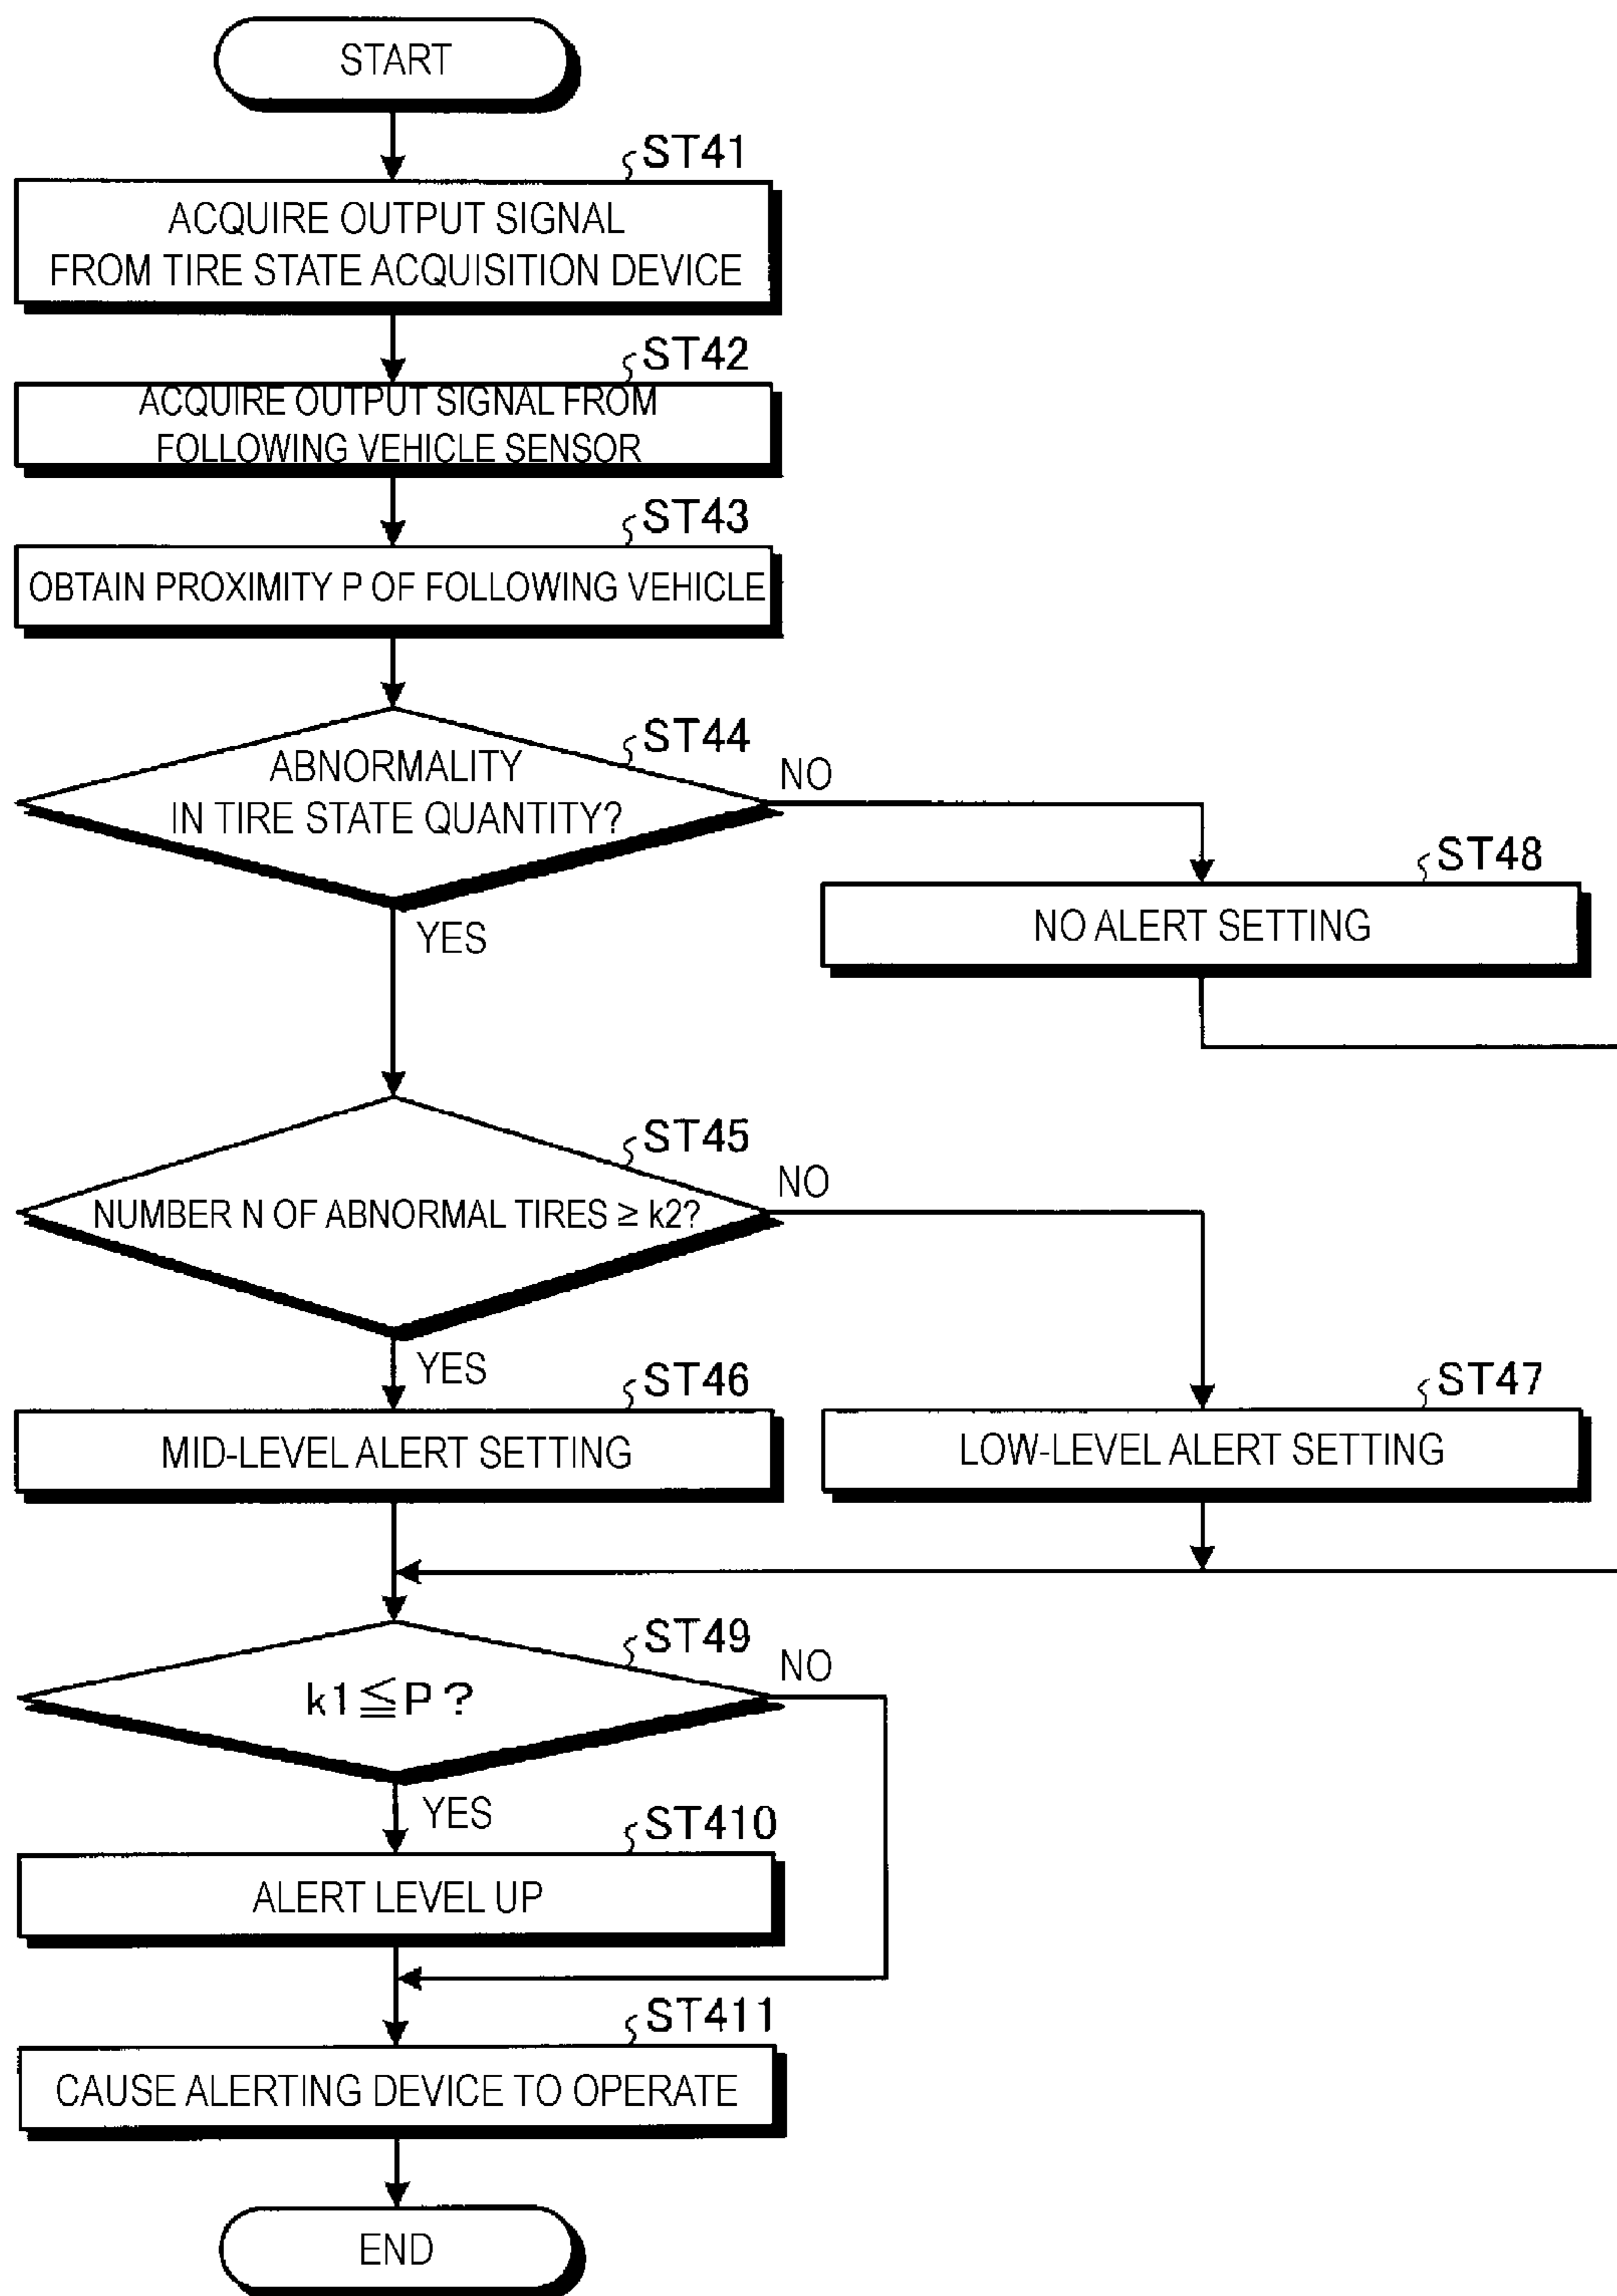 START
ST41
ACQUIRE OUTPUT SIGNAL
FROM TIRE STATE ACQUISITION DEVICE
ST42
ACQUIRE OUTPUT SIGNAL FROM
FOLLOWING VEHICLE SENSOR
ST43
OBTAIN PROXIMITY P OF FOLLOWING VEHICLE
ST44
ABNORMALITY
IN TIRE STATE QUANTITY?
NO
YES
ST48
NO ALERT SETTING
ST45
NUMBER N OF ABNORMAL TIRES ≥ k2?
NO
YES
ST46
MID-LEVEL ALERT SETTING
ST47
LOW-LEVEL ALERT SETTING
ST49
k1≦P?
NO
YES
ST410
ALERT LEVEL UP
ST411
CAUSE ALERTING DEVICE TO OPERATE
END